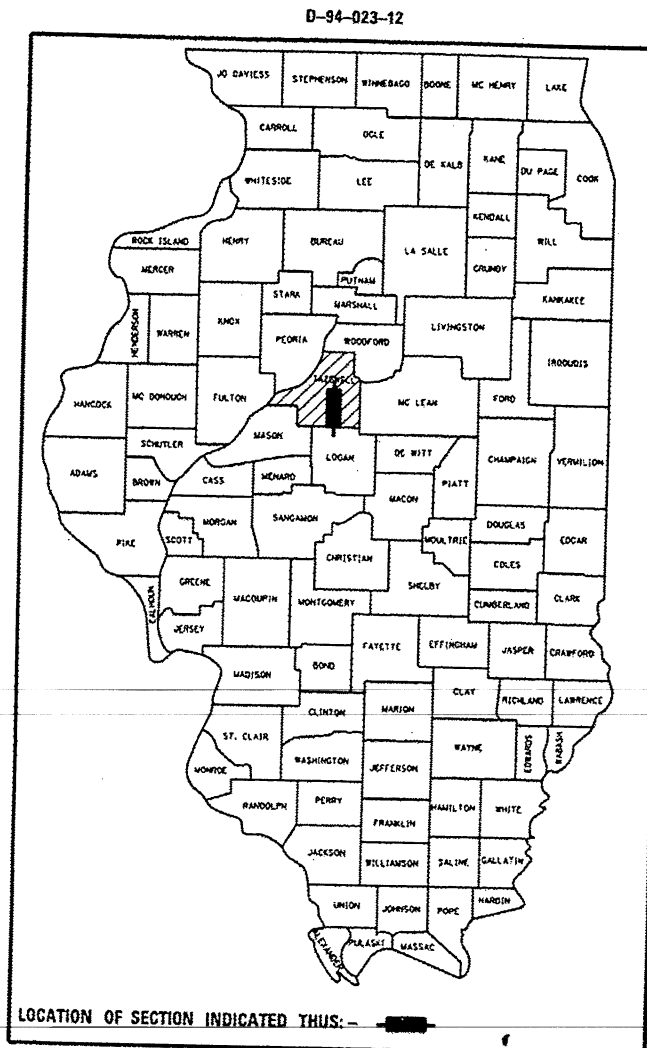 D-94-023-12
JO DAVIESS STEPHENSON WINNEBAGO BOONE MC HENRY LAKE
CARROLL OGLE
DE KALB KANE DU PAGE COOK
WHITESIDE LEE
KENDALL WILL
ROCK ISLAND HENRY BUREAU LA SALLE GRUNDY
MERCER PUTNAM
STARK MARSHALL KANKAKEE
HENDERSON WARREN KNOX PEORIA WOODFORD LIVINGSTON IROQUOIS
TAZEWELL
HANCOCK MC DONOUGH FULTON MC LEAN FORD
MASON
SCHUYLER LOGAN DE WITT CHAMPAIGN VERMILION
ADAMS BROWN CASS MENARD PIATT
MACON
PIKE SCOTT MORGAN SANGAMON MOULTRIE DOUGLAS EDGAR
CHRISTIAN COLES
GREENE SHELBY
CALHOUN MACOUPIN MONTGOMERY CUMBERLAND CLARK
JERSEY
FAYETTE EFFINGHAM JASPER CRAWFORD
MADISON BOND
CLAY RICHLAND LAWRENCE
CLINTON MARION
ST. CLAIR WAYNE EDWARDS WABASH
MONROE WASHINGTON JEFFERSON
RANDOLPH PERRY HAMILTON WHITE
FRANKLIN
JACKSON WILLIAMSON SALINE GALLATIN
UNION JOHNSON POPE HARDIN
ALEXANDER PULASKI MASSAC
LOCATION OF SECTION INDICATED THUS: -